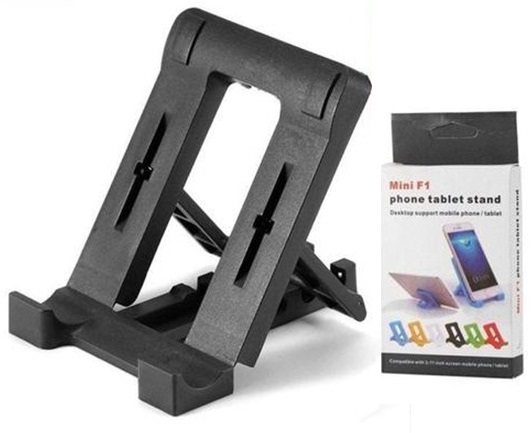 Mini F1
phone tablet stand
Desktop support mobile phone / tablet
Mini F1 phone tablet stand